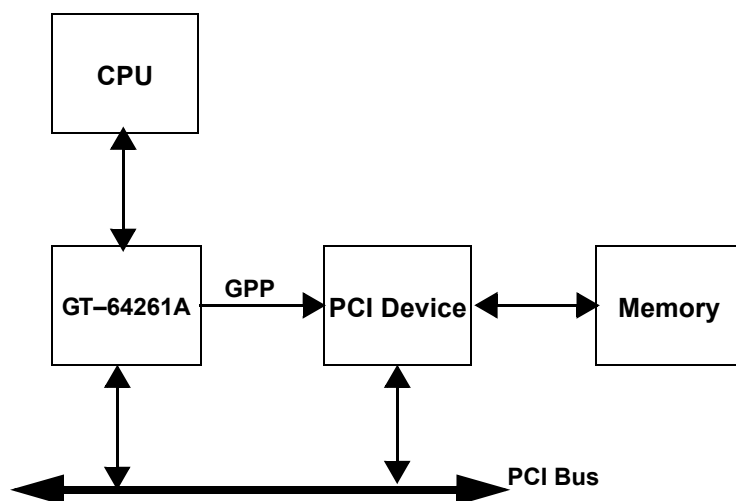 CPU
GPP
GT–64261A
PCI Device
Memory
PCI Bus